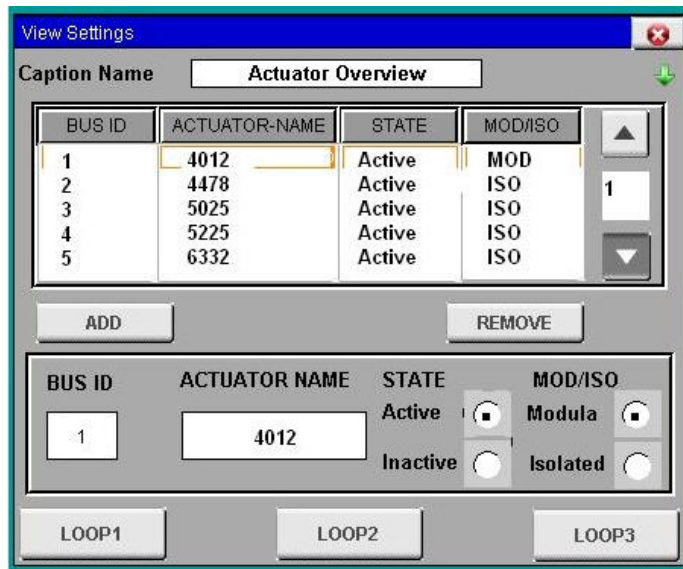 View Settings
Caption Name Actuator Overview
BUS ID ACTUATOR-NAME STATE MOD/ISO
1 4012 Active MOD
2 4478 Active ISO
3 5025 Active ISO
4 5225 Active ISO
5 6332 Active ISO
1
ADD REMOVE
BUS ID ACTUATOR NAME STATE MOD/ISO
Active Modula
1 4012
Inactive Isolated
LOOP1 LOOP2 LOOP3